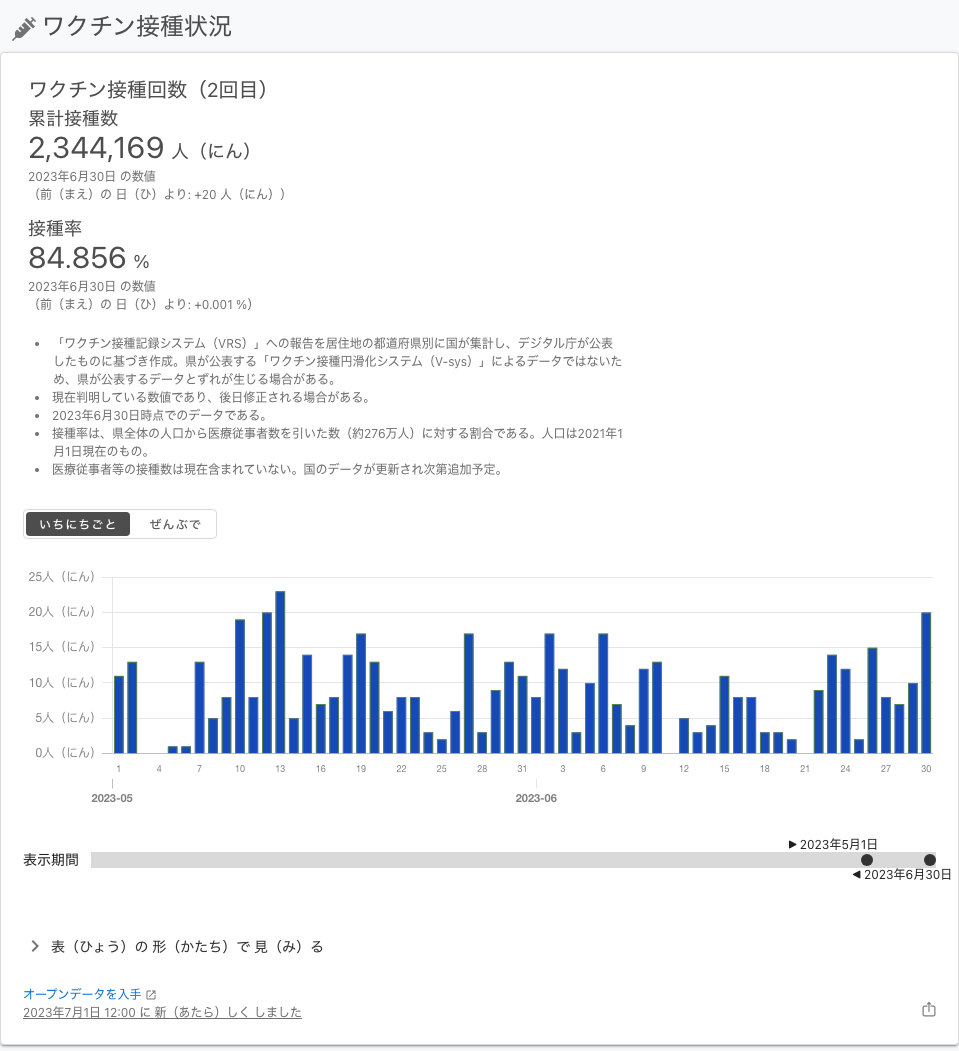 ワクチン接種状況
ワクチン接種回数（2回目）
累計接種数
2,344,169 人（にん）
2023年6月30日 の数値
（前（まえ）の 日（ひ）より: +20 人（にん））
接種率
84.856 %
2023年6月30日 の数値
（前（まえ）の 日（ひ）より: +0.001 %）
• 「ワクチン接種記録システム（VRS）」への報告を居住地の都道府県別に国が集計し、デジタル庁が公表
したものに基づき作成。県が公表する「ワクチン接種円滑化システム（V-sys）」によるデータではないた
め、県が公表するデータとずれが生じる場合がある。
• 現在判明している数値であり、後日修正される場合がある。
• 2023年6月30日時点でのデータである。
• 接種率は、県全体の人口から医療従事者数を引いた数（約276万人）に対する割合である。人口は2021年1
月1日現在のもの。
• 医療従事者等の接種数は現在含まれていない。国のデータが更新され次第追加予定。
いちにちごと ぜんぶで
25人（にん）
20人（にん）
15人（にん）
10人（にん）
5人（にん）
0人（にん）
1 4 7 10 13 16 19 22 25 28 31 3 6 9 12 15 18 21 24 27 30
2023-05 2023-06
▶ 2023年5月1日
表示期間
◀ 2023年6月30日
表（ひょう）の 形（かたち）で 見（み）る
オープンデータを入手
2023年7月1日 12:00 に 新（あたら）しく しました